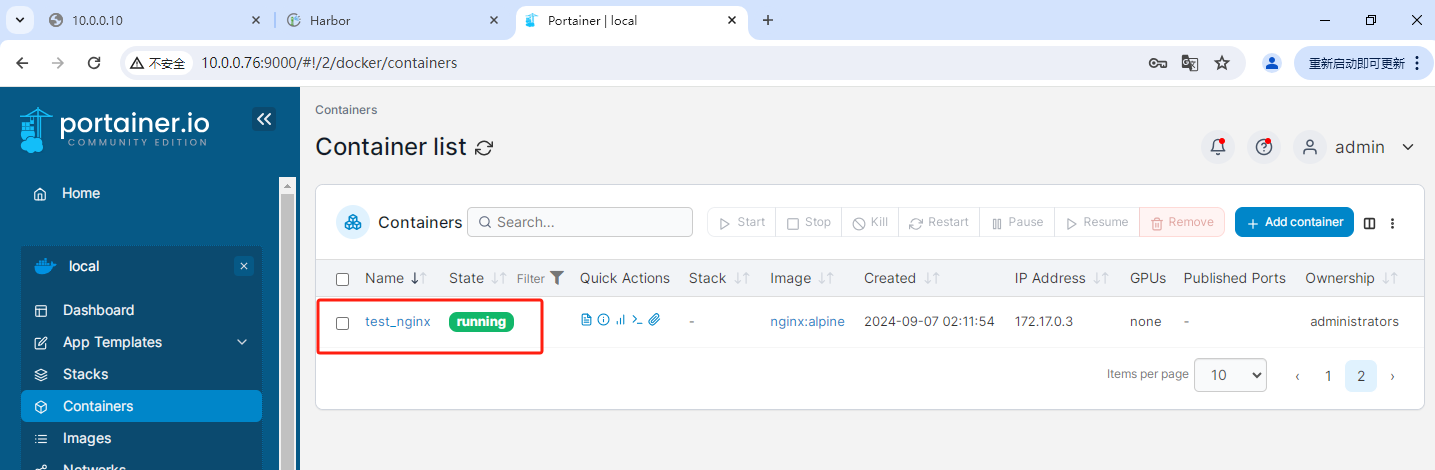 10.0.0.10
Harbor
Portainer | local
不安全
10.0.0.76:9000/#!/2/docker/containers
重新启动即可更新
portainer.io
COMMUNITY EDITION
Home
local
Dashboard
App Templates
Stacks
Containers
Images
Networks
Containers
Container list
admin
Containers
Search...
Start Stop Kill Restart Pause Resume Remove
Add container
Name State Filter Quick Actions Stack Image Created IP Address GPUs Published Ports Ownership
test_nginx running - nginx:alpine 2024-09-07 02:11:54 172.17.0.3 none - administrators
Items per page 10 ‹ 1 2 ›